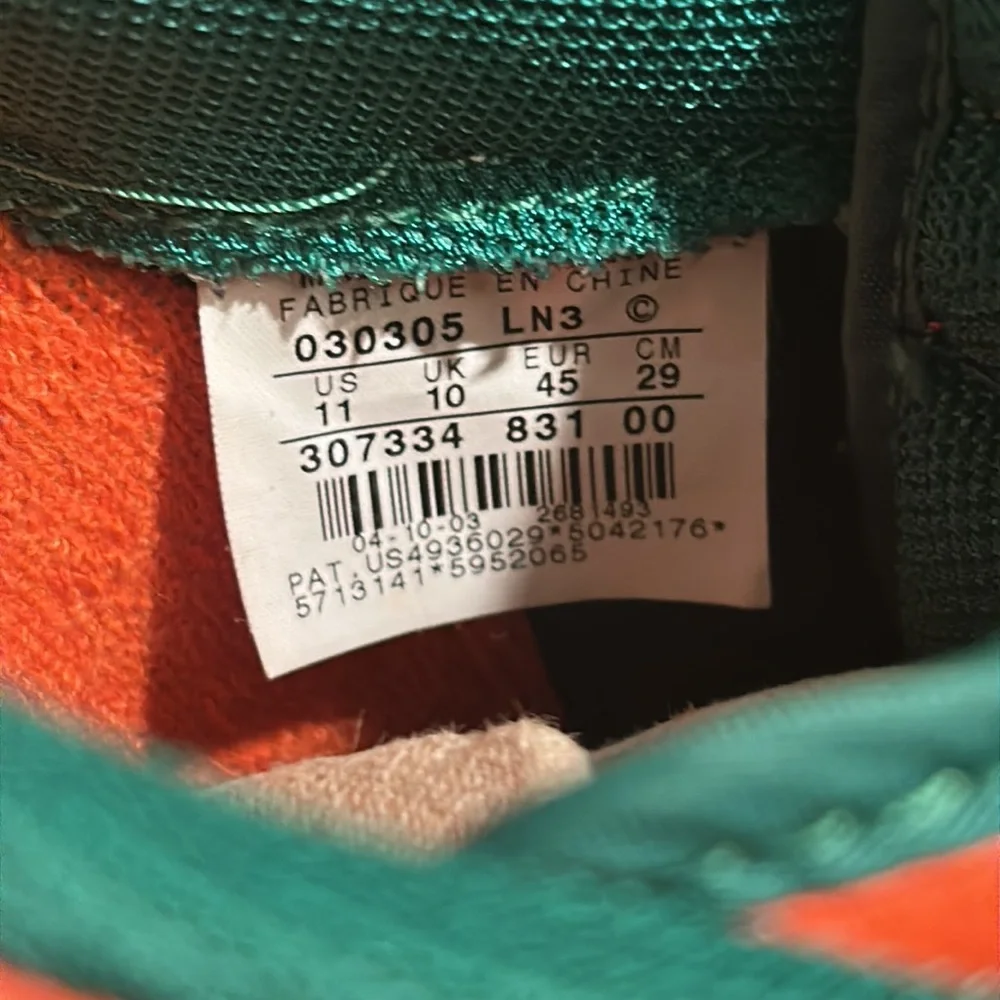 FABRIQUE EN CHINE
030305 LN3 ©
US UK EUR CM
11 10 45 29
307334 831 00
04-10-03 2681493
PAT.US4936029*5042176*
5713141*5952065